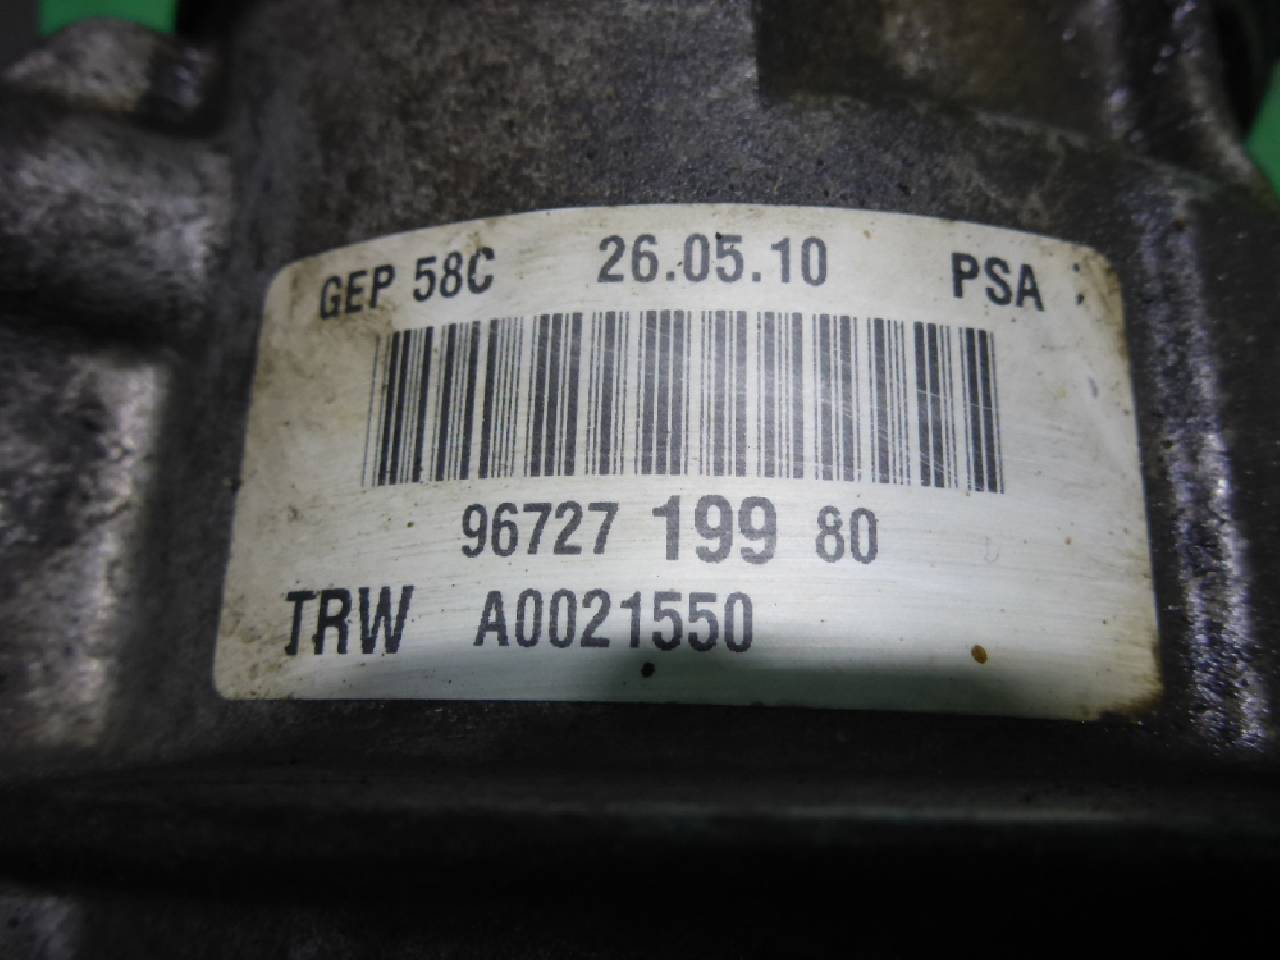 GEP 58C 26.05.10 PSA
96727 199 80
TRW A0021550